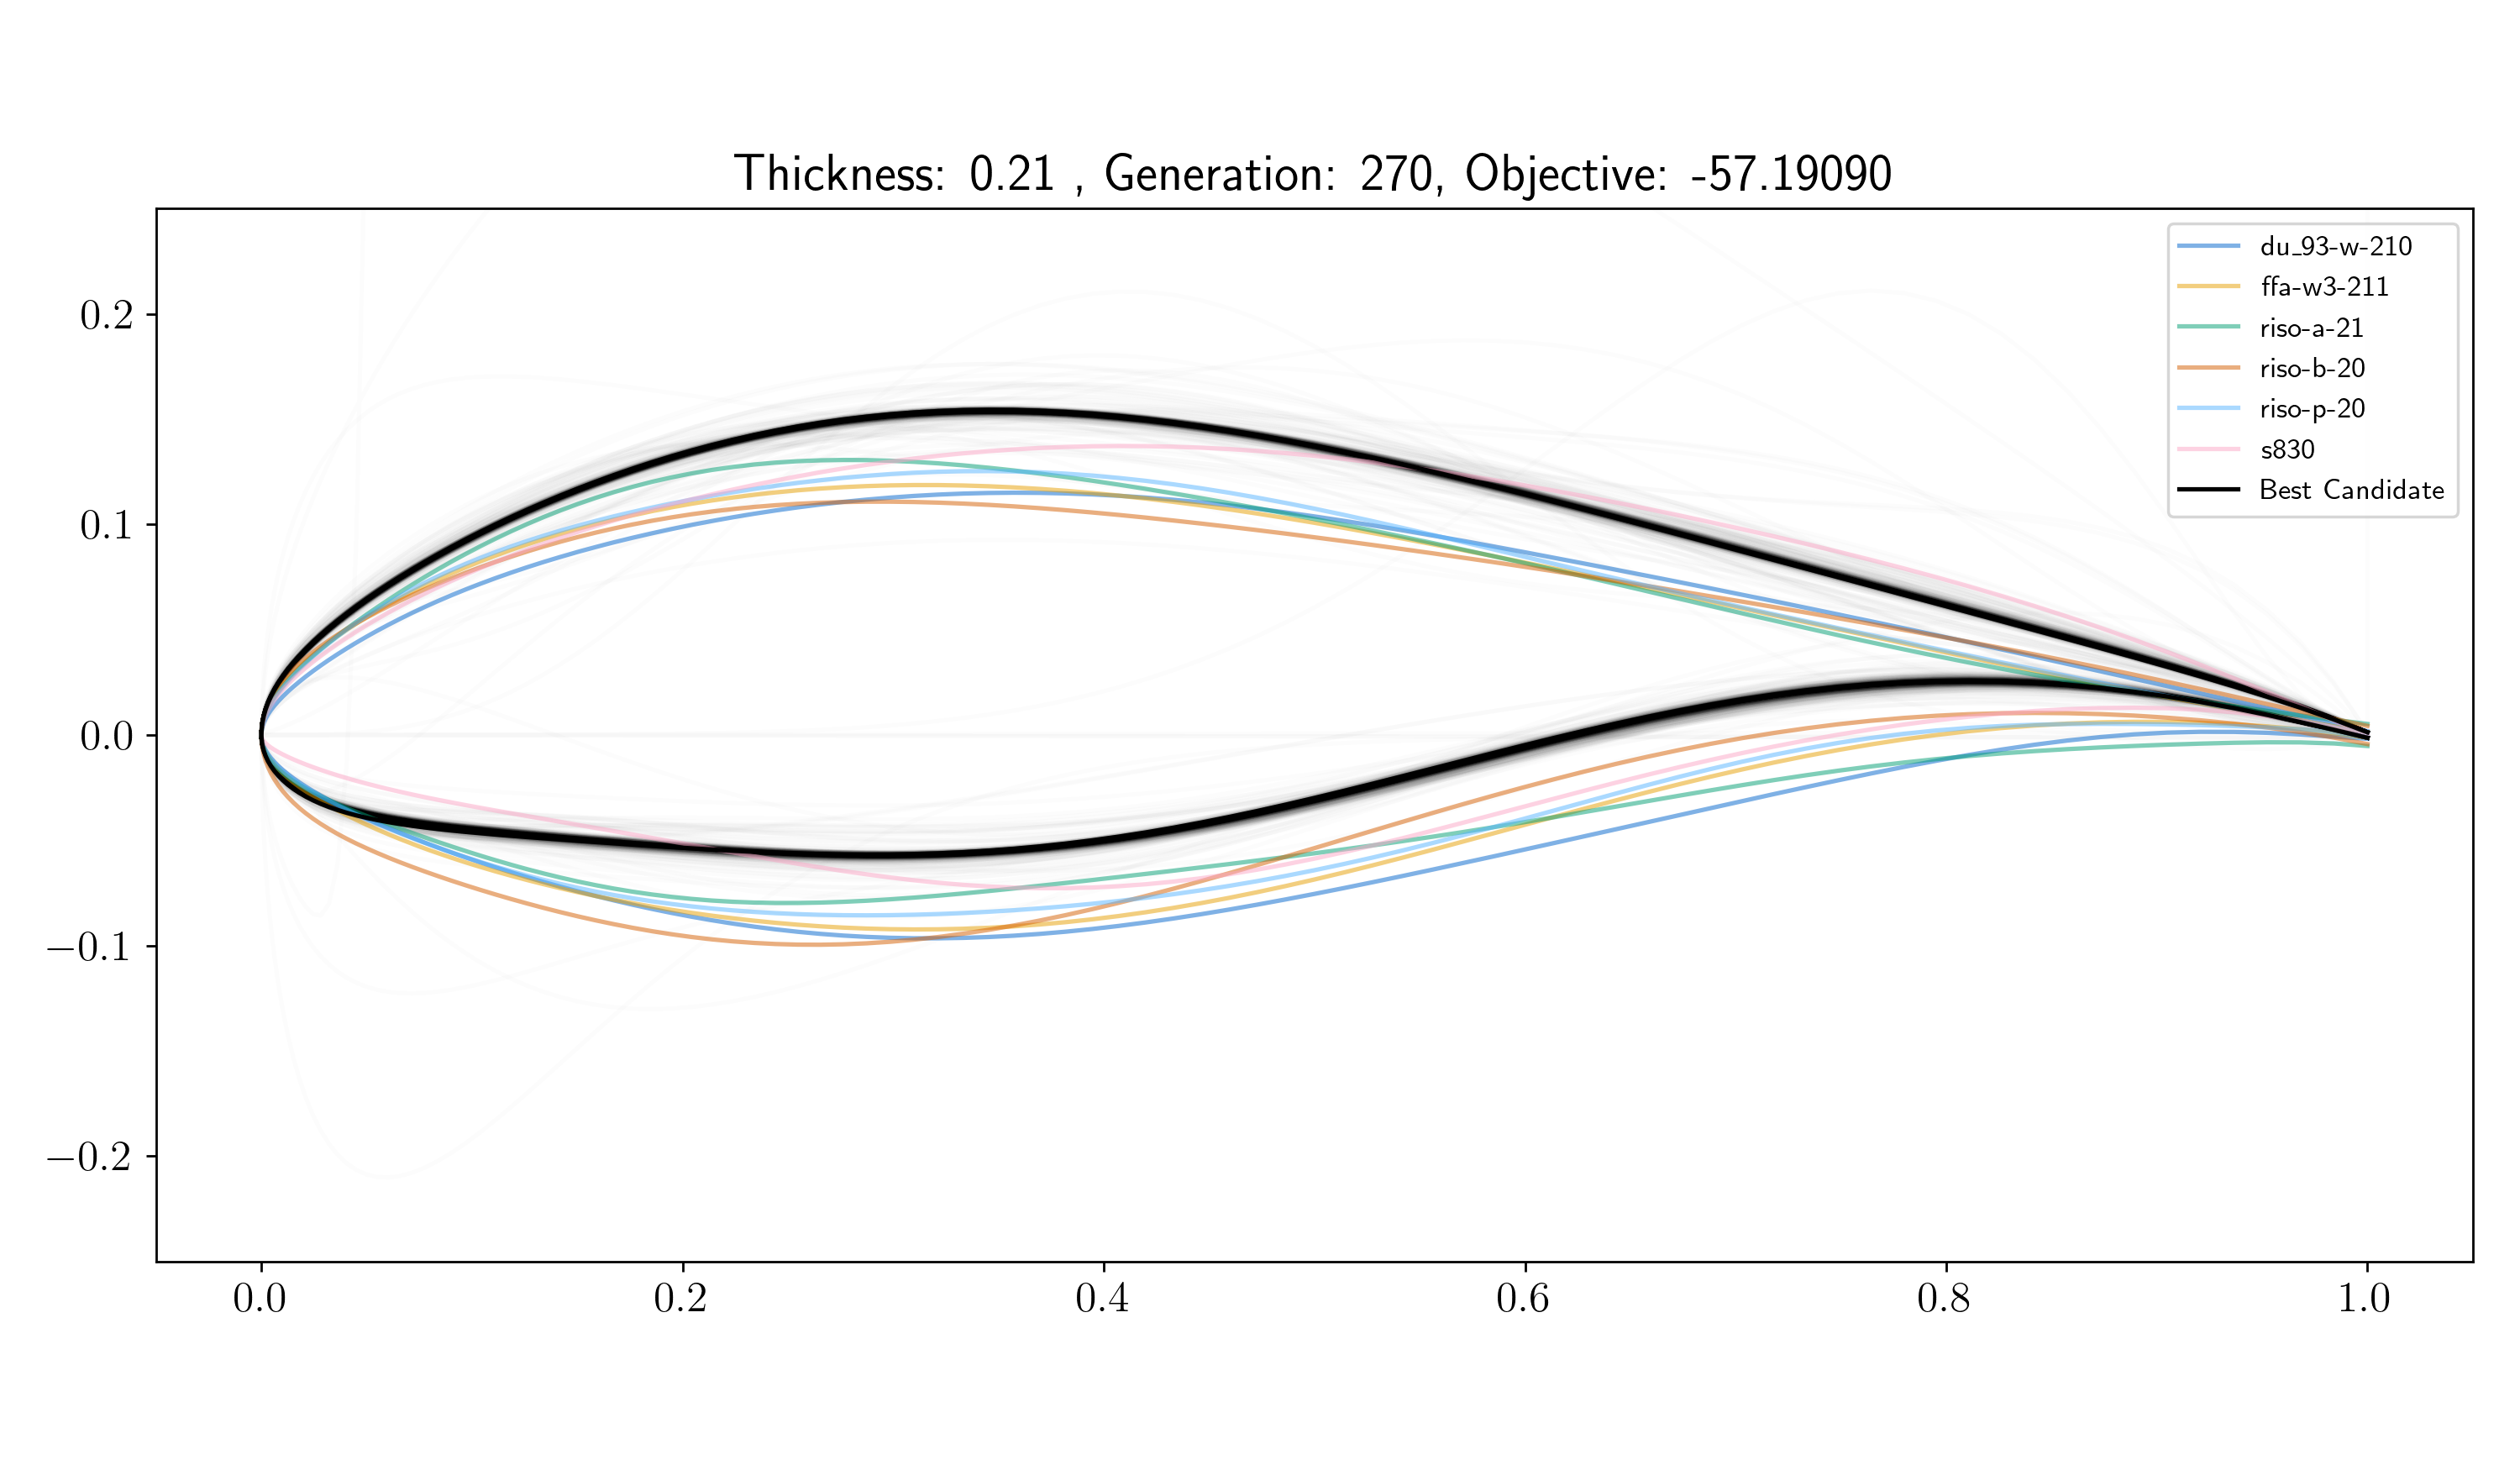 Thickness: 0.21 , Generation: 270, Objective: -57.19090
du_93-w-210
ffa-w3-211
riso-a-21
riso-b-20
riso-p-20
s830
Best Candidate
0.2
0.1
0.0
−0.1
−0.2
0.0 0.2 0.4 0.6 0.8 1.0